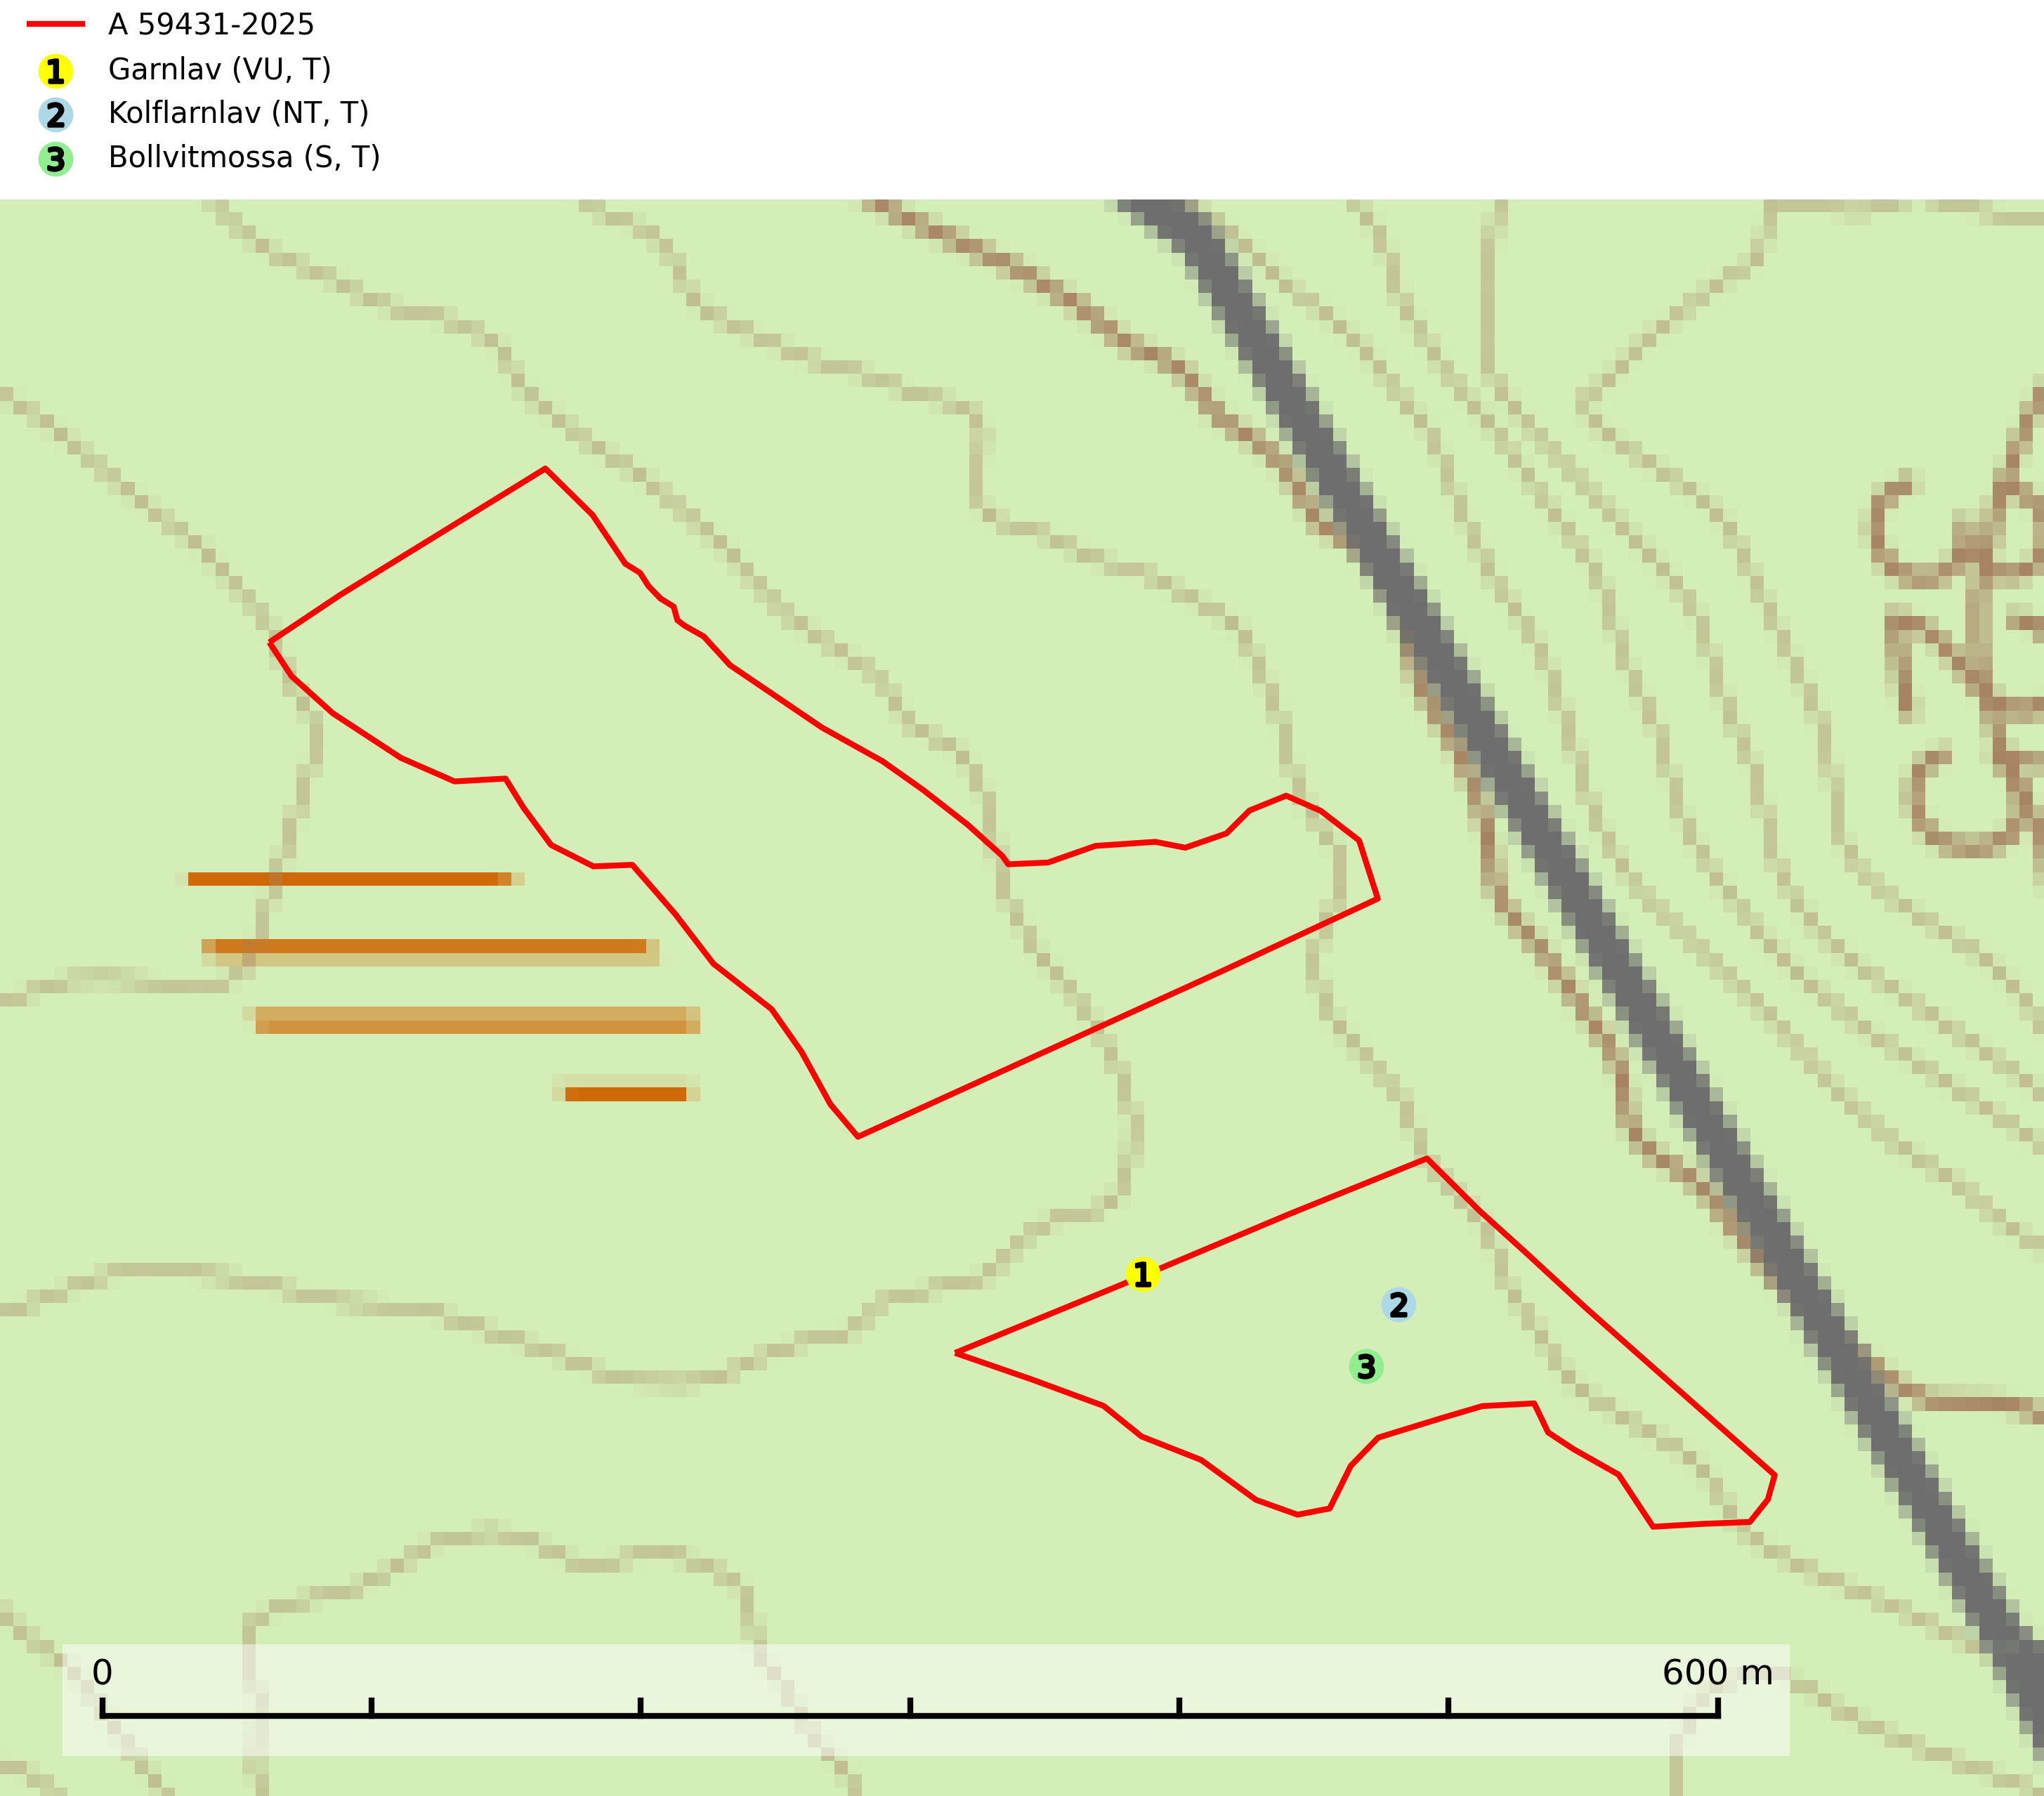 A 59431-2025
1 Garnlav (VU, T)
2 Kolflarnlav (NT, T)
3 Bollvitmossa (S, T)
1
2
3
0 600 m